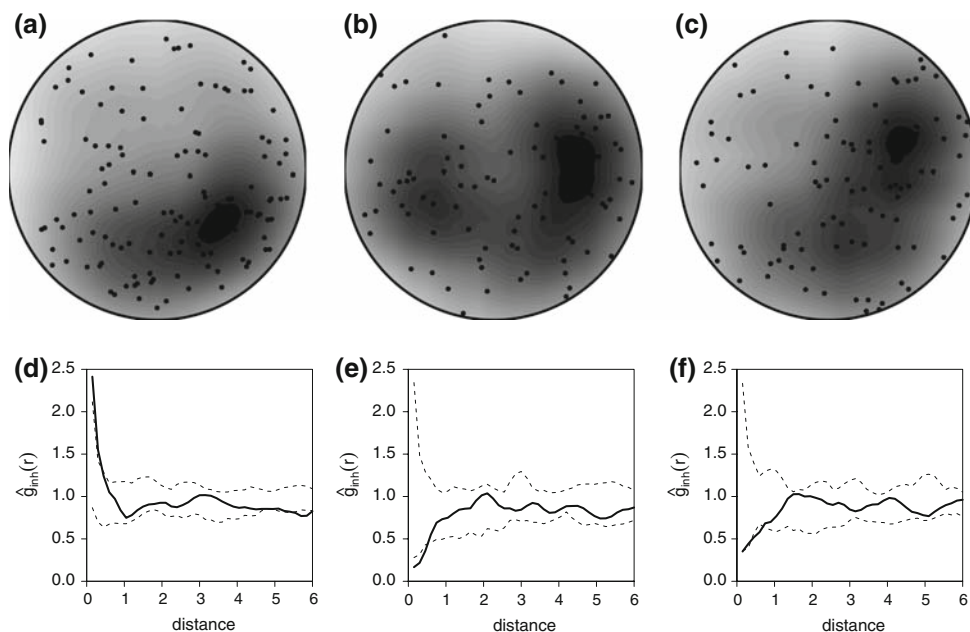 (a) (b) (c)
(d) (e) (f)
2.5 2.5 2.5
2.0 2.0 2.0
1.5 1.5 1.5
ĝinh(r) ĝinh(r) ĝinh(r)
1.0 1.0 1.0
0.5 0.5 0.5
0.0 0.0 0.0
0 1 2 3 4 5 6 0 1 2 3 4 5 6 0 1 2 3 4 5 6
distance distance distance